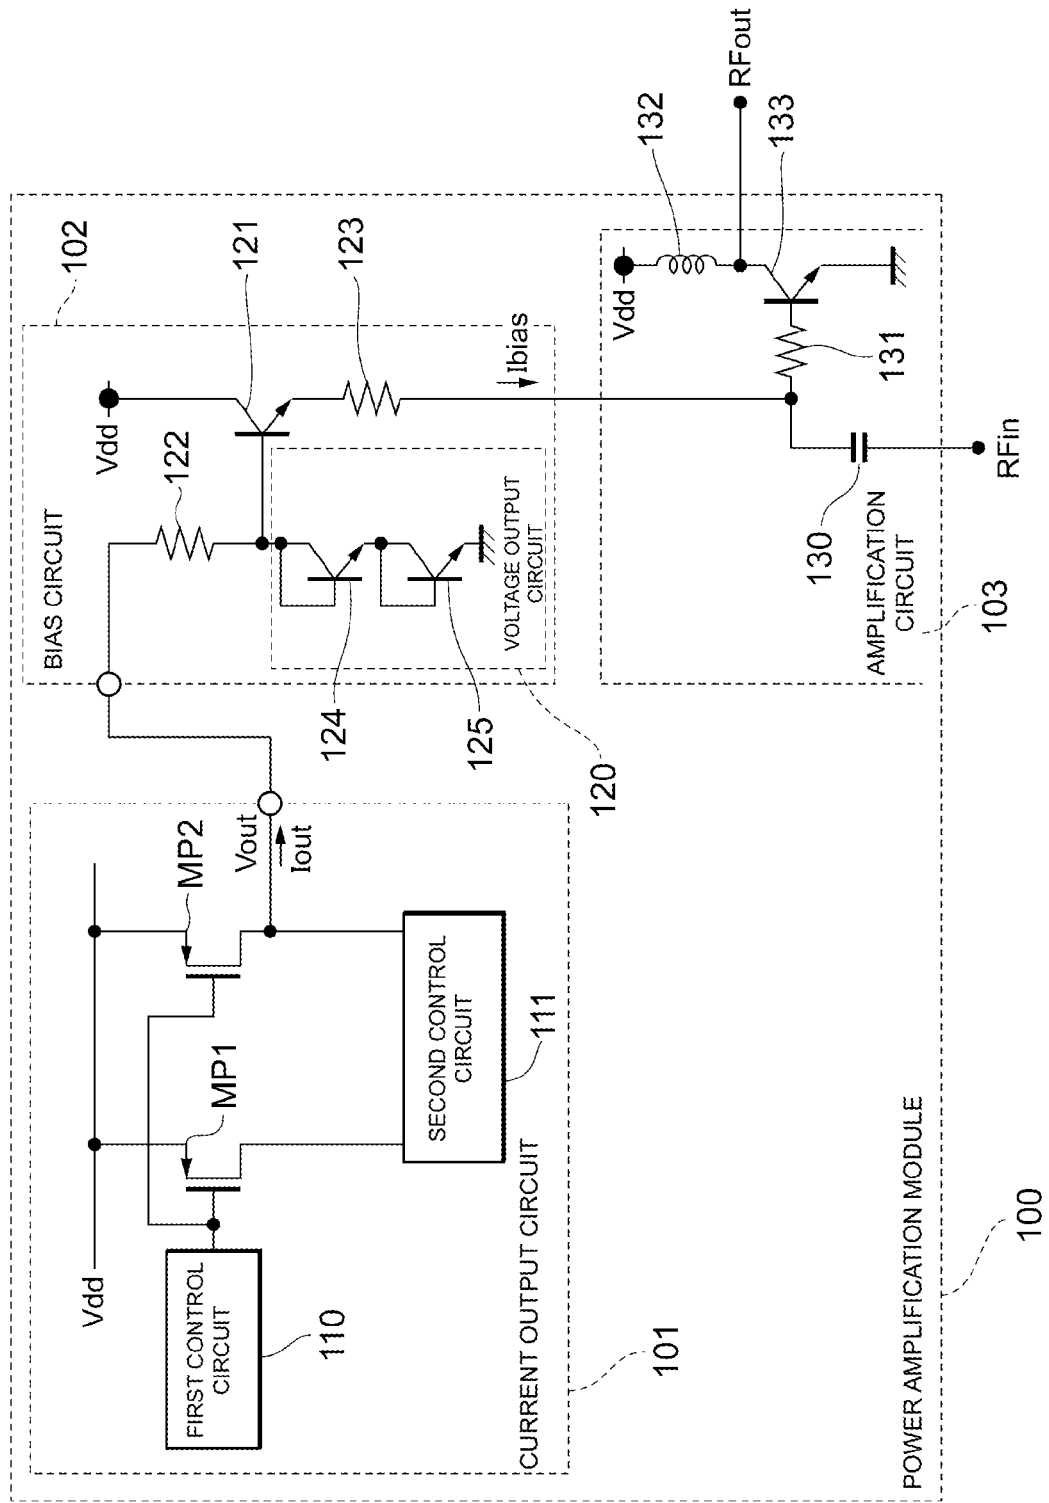 POWER AMPLIFICATION MODULE
100
CURRENT OUTPUT CIRCUIT
101
Vdd
FIRST CONTROL
CIRCUIT
110
MP1
MP2
SECOND CONTROL
CIRCUIT
111
Vout
Iout
BIAS CIRCUIT
102
Vdd
121
122
123
Ibias
124
125
VOLTAGE OUTPUT
CIRCUIT
120
AMPLIFICATION
CIRCUIT
103
Vdd
132
RFout
133
131
130
RFin